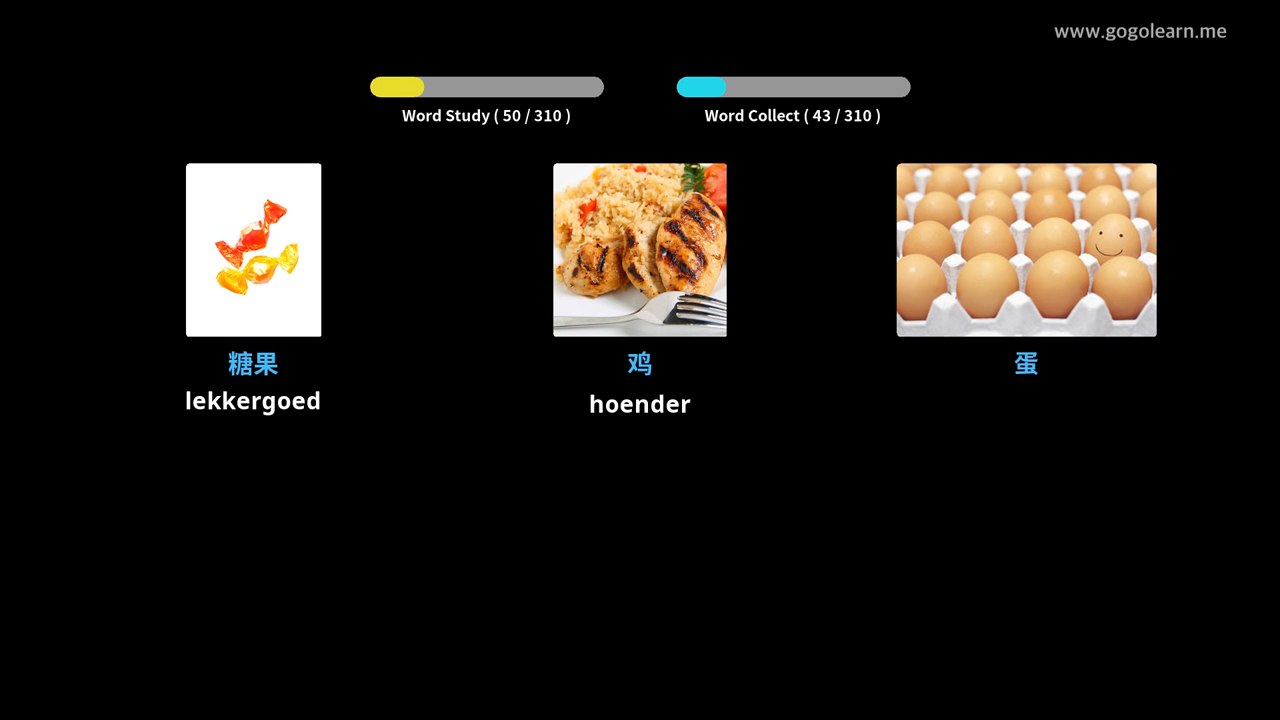 www.gogolearn.me
Word Study ( 50 / 310 )
Word Collect ( 43 / 310 )
糖果
鸡
蛋
lekkergoed
hoender